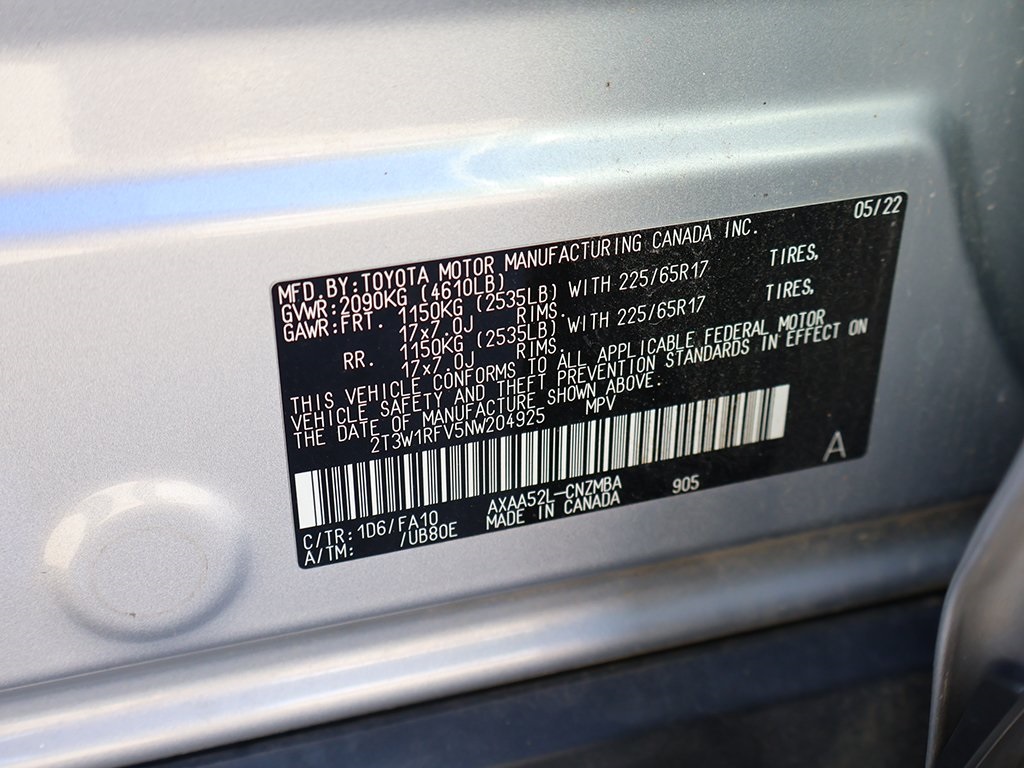 05/22
MFD. BY: TOYOTA MOTOR MANUFACTURING CANADA INC.
GVWR: 2090KG (4610LB)
GAWR: FRT. 1150KG (2535LB) WITH 225/65R17 TIRES,
17x7.0J RIMS.
RR. 1150KG (2535LB) WITH 225/65R17 TIRES,
17x7.0J RIMS.
THIS VEHICLE CONFORMS TO ALL APPLICABLE FEDERAL MOTOR
VEHICLE SAFETY AND THEFT PREVENTION STANDARDS IN EFFECT ON
THE DATE OF MANUFACTURE SHOWN ABOVE.
2T3W1RFV5NW204925 MPV
A
C/TR: 1D6/FA10 AXAA52L-CNZMBA 905
A/TM: /UB80E MADE IN CANADA